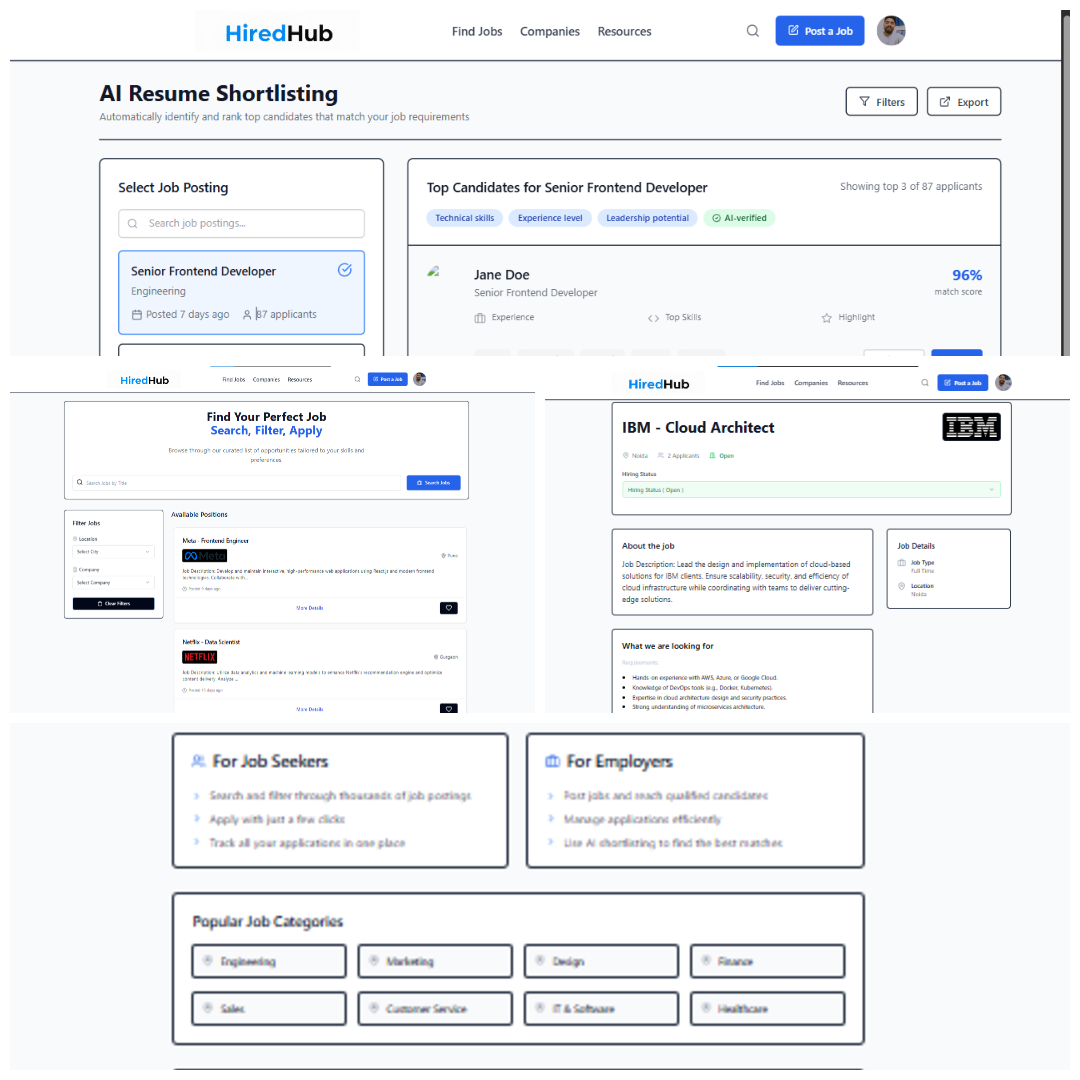 HiredHub
Find Jobs Companies Resources
Post a Job
AI Resume Shortlisting
Automatically identify and rank top candidates that match your job requirements
Filters
Export
Select Job Posting
Search job postings...
Senior Frontend Developer
Engineering
Posted 7 days ago 87 applicants
Top Candidates for Senior Frontend Developer
Showing top 3 of 87 applicants
Technical skills Experience level Leadership potential AI-verified
Jane Doe
Senior Frontend Developer
96%
match score
Experience Top Skills Highlight
HiredHub
Find Jobs Companies Resources
Post a Job
Find Your Perfect Job
Search, Filter, Apply
Browse through our curated list of opportunities tailored to your skills and
preferences
Search Jobs by Title
Search Jobs
Filter Jobs
Location
Select City
Company
Select Company
Clear Filters
Available Positions
Meta - Frontend Engineer
Meta
Pune
Job Description: Develop and maintain interactive, high-performance web applications using React.js and modern frontend
technologies. Collaborate with...
Posted 5 days ago
More Details
Netflix - Data Scientist
NETFLIX
Gurgaon
Job Description: Utilize data analytics and machine learning models to enhance Netflix's recommendation engine and optimize
content delivery. Analyze ...
Posted 11 days ago
More Details
HiredHub
Find Jobs Companies Resources
Post a Job
IBM - Cloud Architect
IBM
Noida 2 Applicants Open
Hiring Status
Hiring Status ( Open )
About the job
Job Description: Lead the design and implementation of cloud-based
solutions for IBM clients. Ensure scalability, security, and efficiency of
cloud infrastructure while coordinating with teams to deliver cutting-
edge solutions.
Job Details
Job Type
Full Time
Location
Noida
What we are looking for
Requirements
Hands-on experience with AWS, Azure, or Google Cloud.
Knowledge of DevOps tools (e.g., Docker, Kubernetes).
Expertise in cloud architecture design and security practices.
Strong understanding of microservices architecture.
For Job Seekers
Search and filter through thousands of job postings
Apply with just a few clicks
Track all your applications in one place
For Employers
Post jobs and reach qualified candidates
Manage applications efficiently
Use AI shortlisting to find the best matches
Popular Job Categories
Engineering Marketing Design Finance
Sales Customer Service IT & Software Healthcare